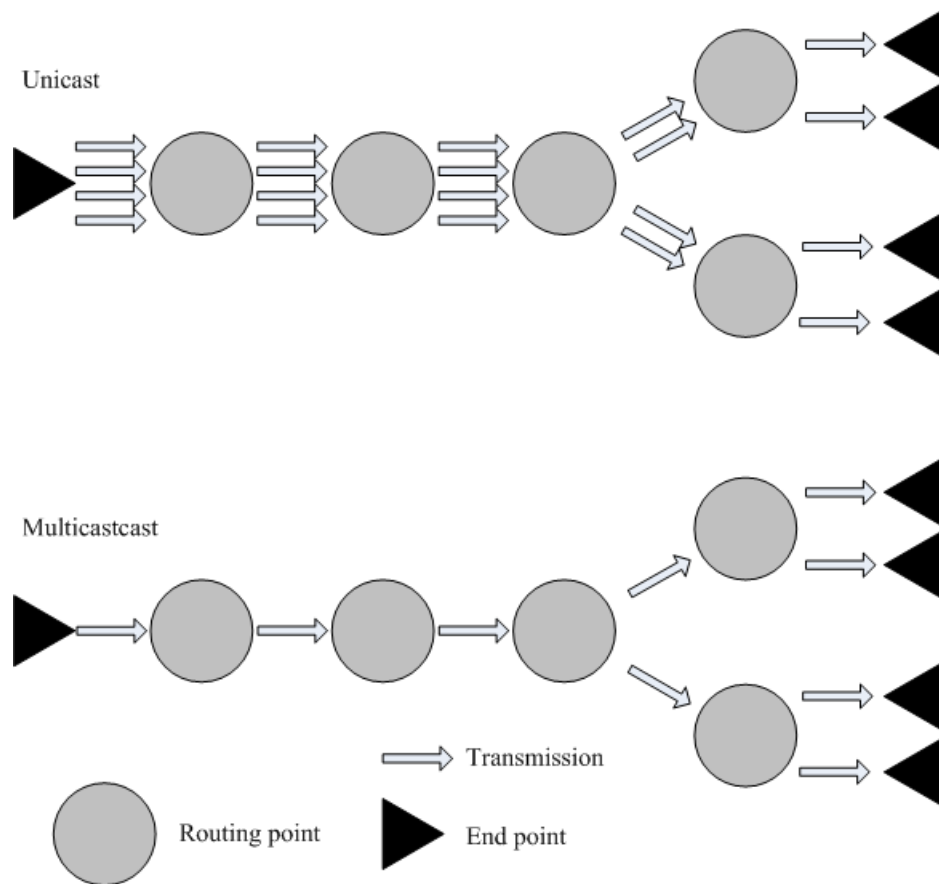 Unicast
Multicastcast
Transmission
Routing point
End point